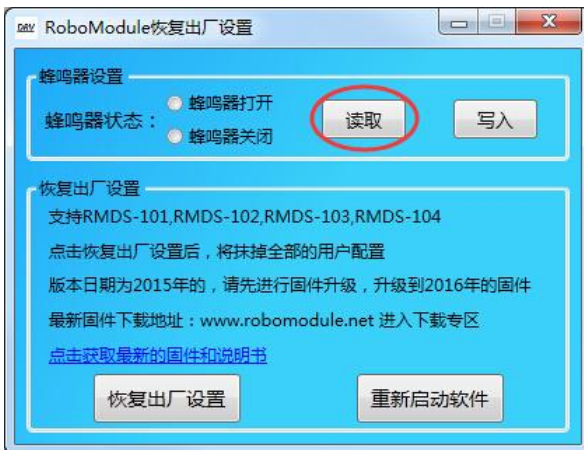 DRV RoboModule恢复出厂设置
蜂鸣器设置
蜂鸣器状态： 蜂鸣器打开
蜂鸣器关闭
读取
写入
恢复出厂设置
支持RMDS-101,RMDS-102,RMDS-103,RMDS-104
点击恢复出厂设置后，将抹掉全部的用户配置
版本日期为2015年的，请先进行固件升级，升级到2016年的固件
最新固件下载地址：www.robomodule.net 进入下载专区
点击获取最新的固件和说明书
恢复出厂设置
重新启动软件